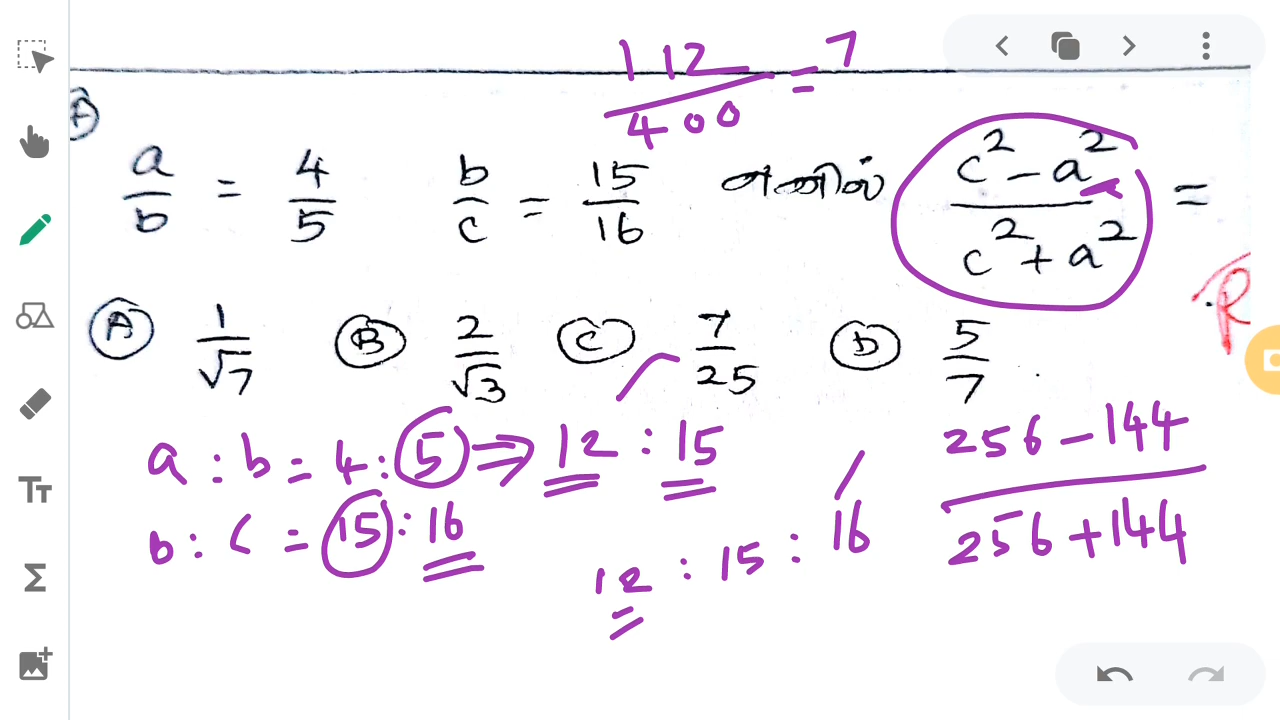 112/400 = 7
A
a/b = 4/5 b/c = 15/16 எனில் c²-a²/c²+a² =
R
A 1/√7 B 2/√3 C 7/25 D 5/7
a : b = 4 : 5 ⇒ 12 : 15
256 - 144/256 + 144
b : c = 15 : 16
12 : 15 : 16